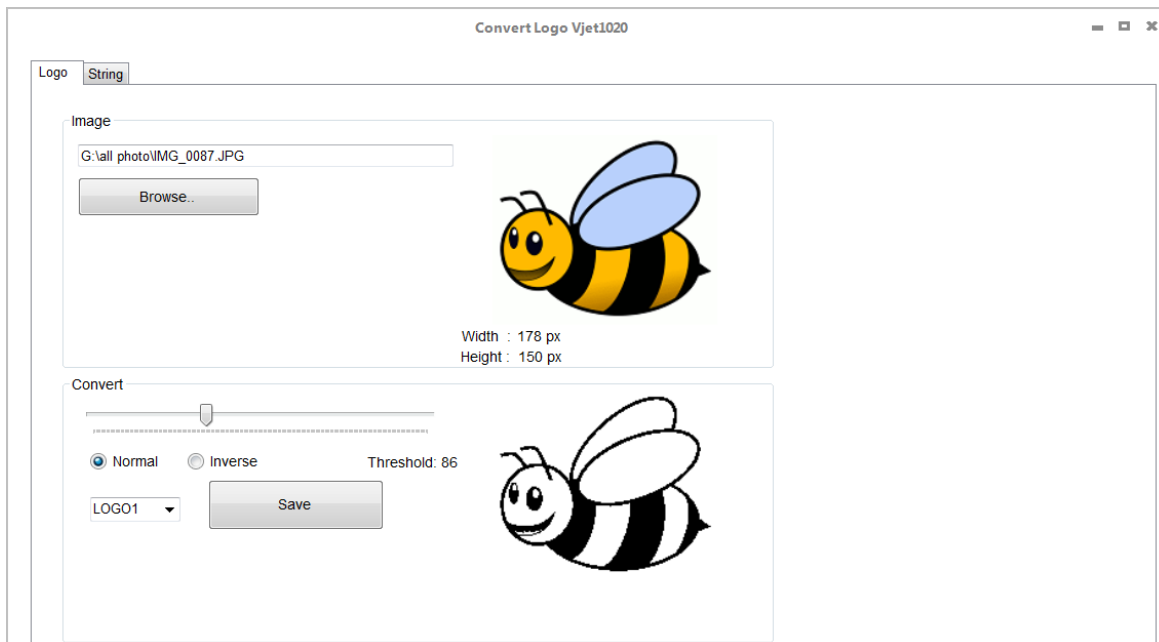 Convert Logo Vjet1020
Logo
String
Image
G:\all photo\IMG_0087.JPG
Browse..
Width : 178 px
Height : 150 px
Convert
Normal
Inverse
Threshold: 86
LOGO1
Save